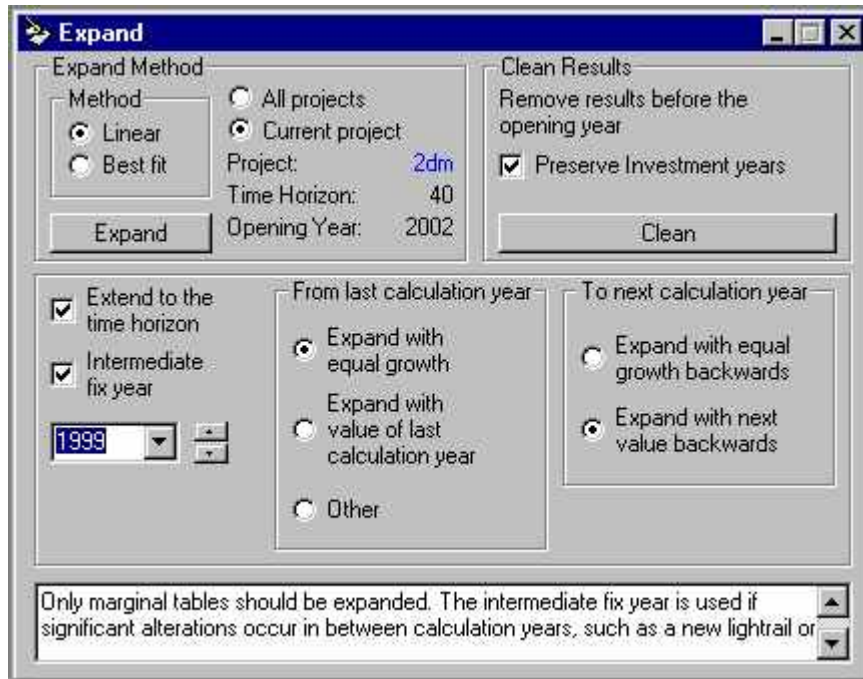 Expand
Expand Method
Method
Linear
Best fit
Expand
All projects
Current project
Project: 2dm
Time Horizon: 40
Opening Year: 2002
Clean Results
Remove results before the
opening year
Preserve Investment years
Clean
Extend to the
time horizon
Intermediate
fix year
1999
From last calculation year
Expand with
equal growth
Expand with
value of last
calculation year
Other
To next calculation year
Expand with equal
growth backwards
Expand with next
value backwards
Only marginal tables should be expanded. The intermediate fix year is used if
significant alterations occur in between calculation years, such as a new lightrail or